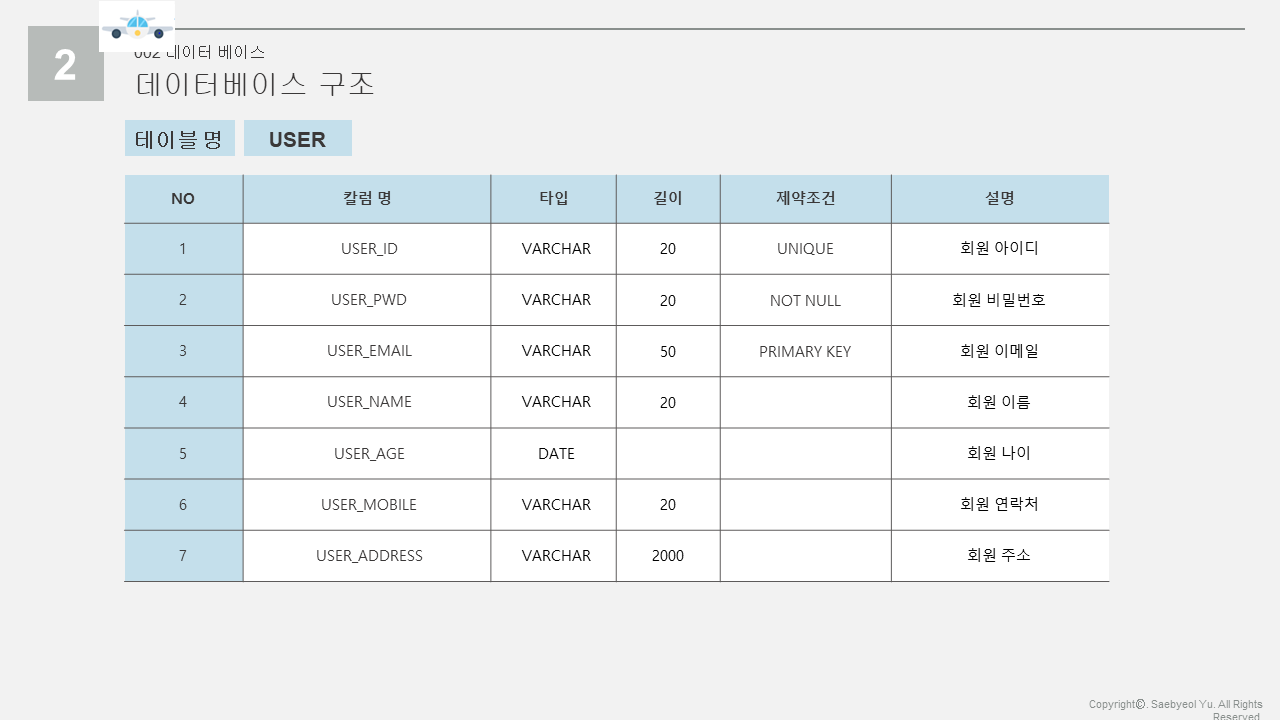 2
002 데이터 베이스
데이터베이스 구조
테이블 명 USER
NO 칼럼 명 타입 길이 제약조건 설명
1 USER_ID VARCHAR 20 UNIQUE 회원 아이디
2 USER_PWD VARCHAR 20 NOT NULL 회원 비밀번호
3 USER_EMAIL VARCHAR 50 PRIMARY KEY 회원 이메일
4 USER_NAME VARCHAR 20 회원 이름
5 USER_AGE DATE 회원 나이
6 USER_MOBILE VARCHAR 20 회원 연락처
7 USER_ADDRESS VARCHAR 2000 회원 주소
Copyright©. Saebyeol Yu. All Rights
Reserved.